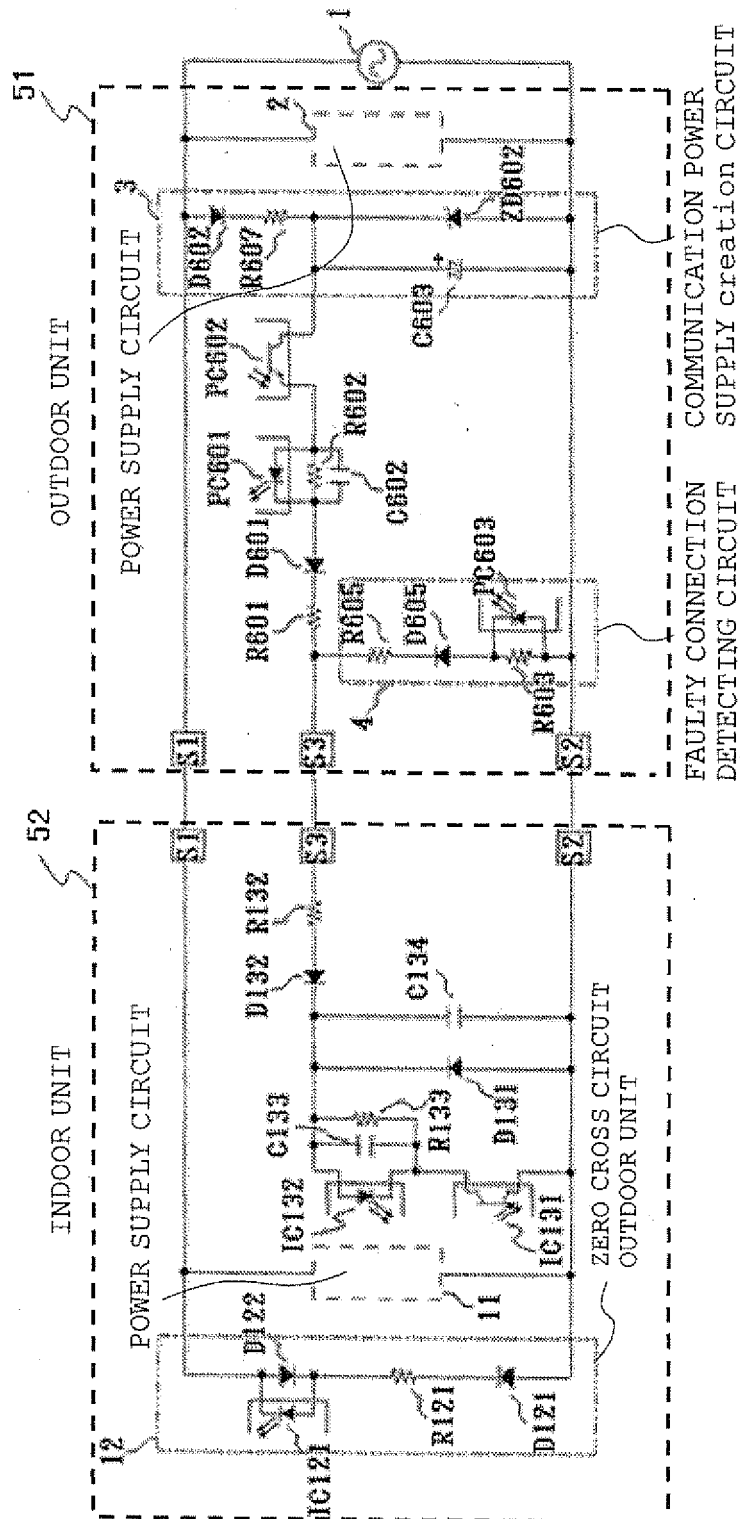 OUTDOOR UNIT
51
POWER SUPPLY CIRCUIT
3
2
1
D602
R607
ZD602
C603
PC602
PC601
R602
C602
D601
R601
R605
D605
PC603
R603
4
S1
S3
S2
FAULTY CONNECTION
DETECTING CIRCUIT
COMMUNICATION POWER
SUPPLY creation CIRCUIT
INDOOR UNIT
52
POWER SUPPLY CIRCUIT
S1
S3
S2
R132
D132
C134
C133
R133
D131
IC132
IC131
11
12
D122
IC121
R121
D121
ZERO CROSS CIRCUIT
OUTDOOR UNIT